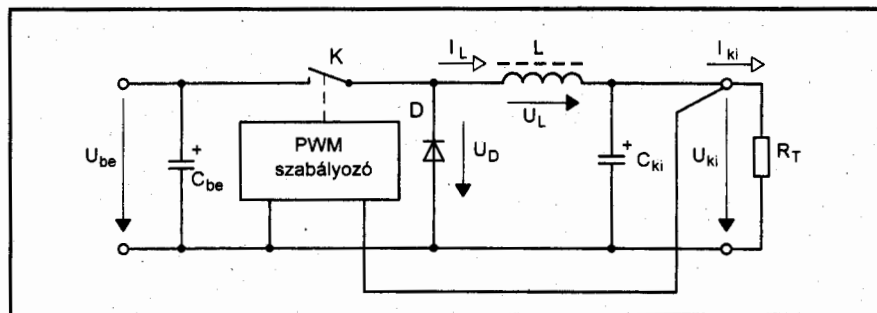 K
I_L
L
I_ki
D
U_L
U_be
+
C_be
PWM
szabályozó
U_D
+
C_ki
U_ki
R_T